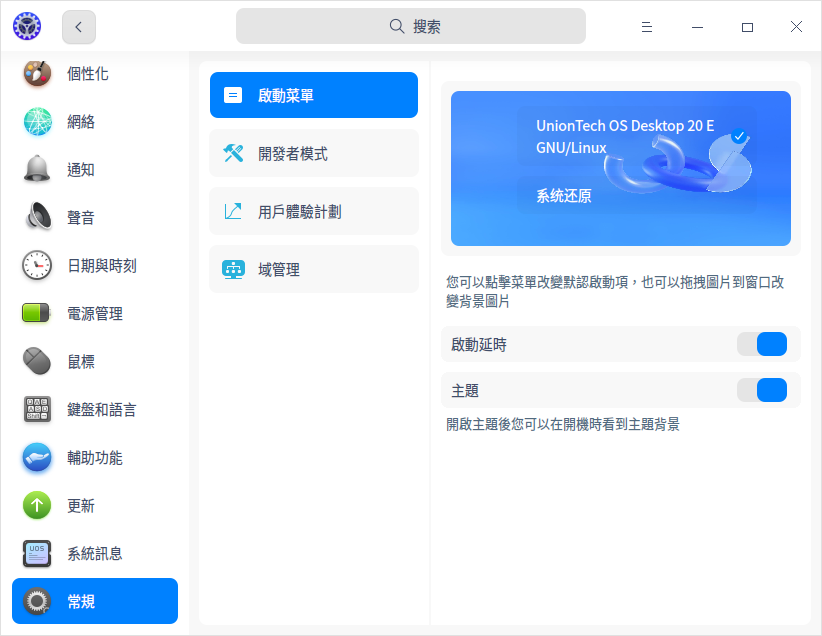 搜索
個性化
網絡
通知
聲音
日期與時刻
電源管理
鼠標
鍵盤和語言
輔助功能
更新
UOS
系統訊息
常規
啟動菜單
開發者模式
用戶體驗計劃
域管理
UnionTech OS Desktop 20 E
GNU/Linux
系统还原
您可以點擊菜單改變默認啟動項，也可以拖拽圖片到窗口改
變背景圖片
啟動延時
主題
開啟主題後您可以在開機時看到主題背景